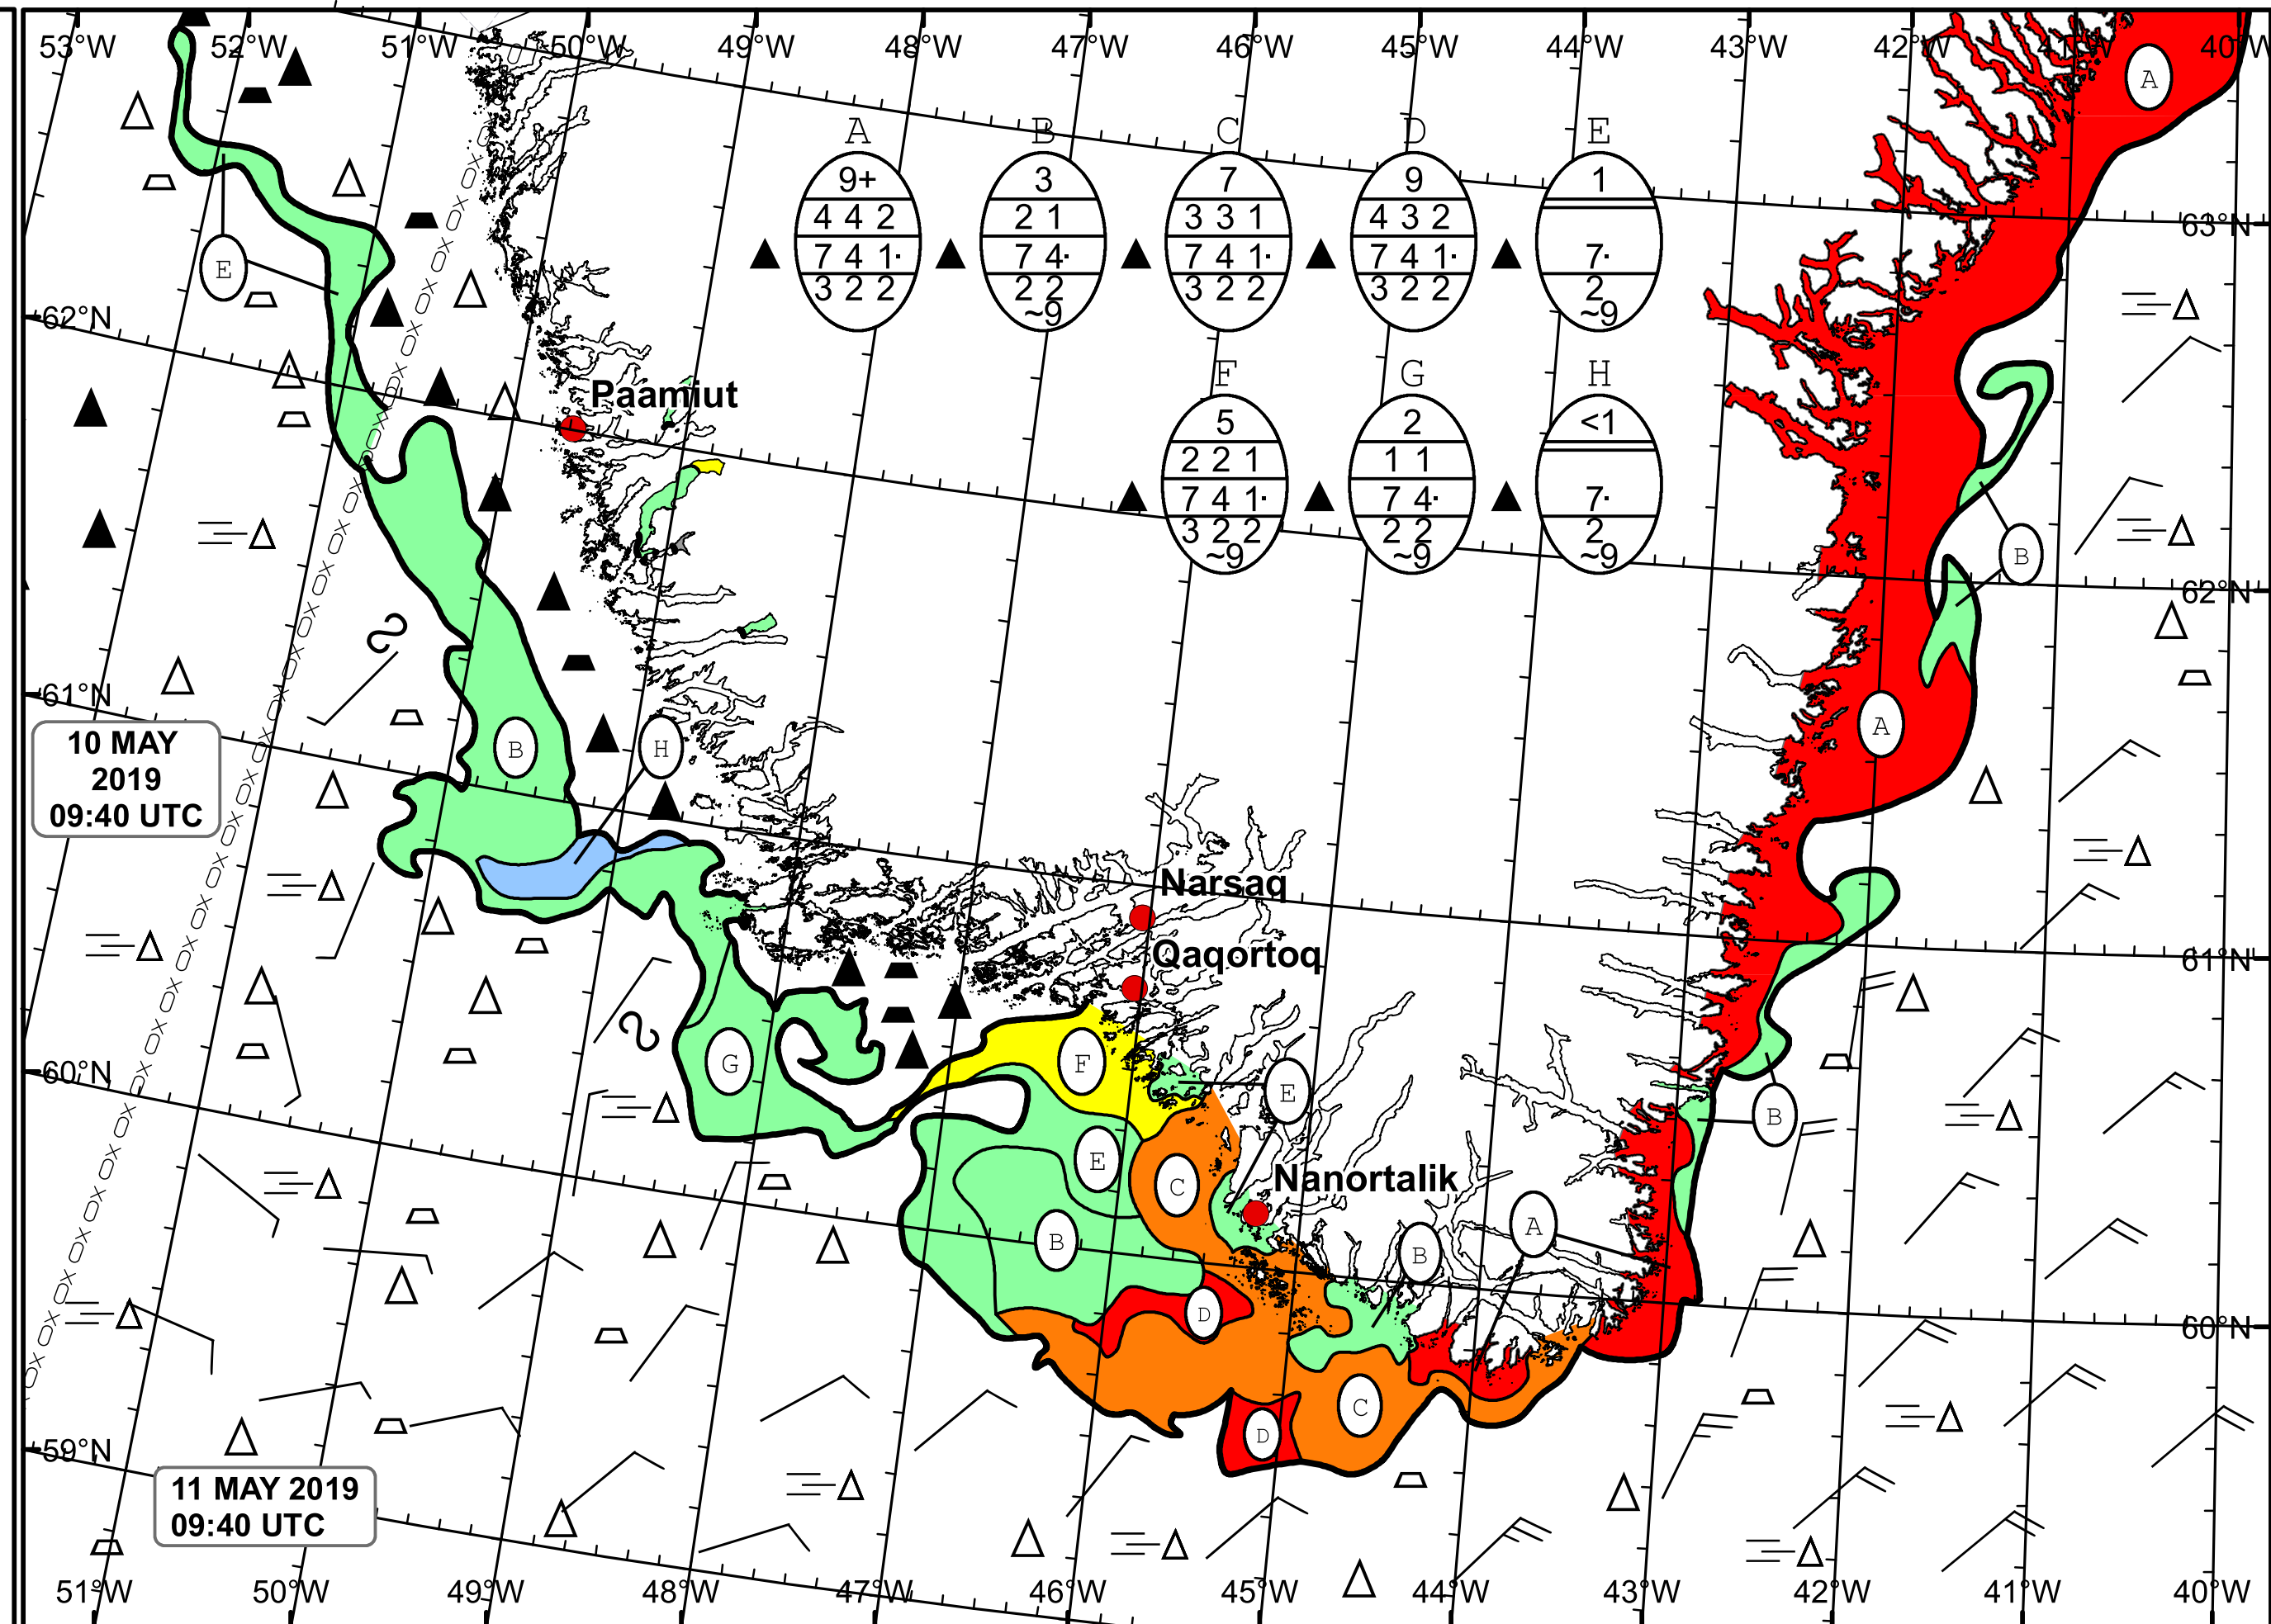 53°W 52°W 51°W 50°W 49°W 48°W 47°W 46°W 45°W 44°W 43°W 42°W 41°W 40°W
A
A B C D E
9+ 3 7 9 1
4 4 2 2 1 3 3 1 4 3 2
7 4 1· 7 4· 7 4 1· 7 4 1· 7·
3 2 2 2 2 3 2 2 3 2 2 2
~9 ~9
63°N
E
62°N
F G H
5 2 <1
2 2 1 1 1
7 4 1· 7 4· 7·
3 2 2 2 2 2
~9 ~9 ~9
Paamiut
B
62°N
61°N
A
10 MAY
2019
09:40 UTC
B
H
Narsaq
Qaqortoq
61°N
60°N
G
F
E
B
E
C
Nanortalik
B
B
A
D
60°N
C
D
59°N
11 MAY 2019
09:40 UTC
51°W 50°W 49°W 48°W 47°W 46°W 45°W 44°W 43°W 42°W 41°W 40°W